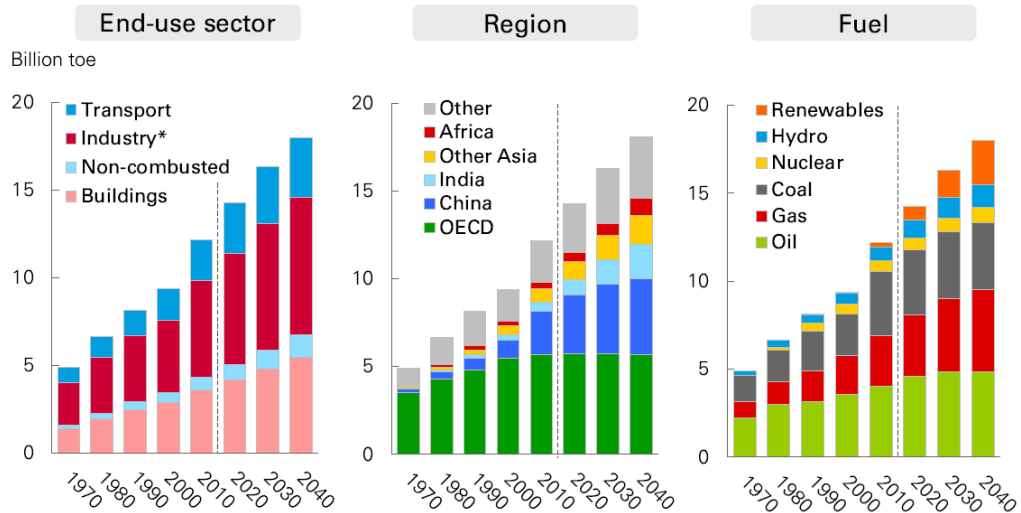 End-use sector
Region
Fuel
Billion toe
20
15
10
5
0
Transport
Industry*
Non-combusted
Buildings
1970
1980
1990
2000
2010
2020
2030
2040
20
15
10
5
0
Other
Africa
Other Asia
India
China
OECD
1970
1980
1990
2000
2010
2020
2030
2040
20
15
10
5
0
Renewables
Hydro
Nuclear
Coal
Gas
Oil
1970
1980
1990
2000
2010
2020
2030
2040